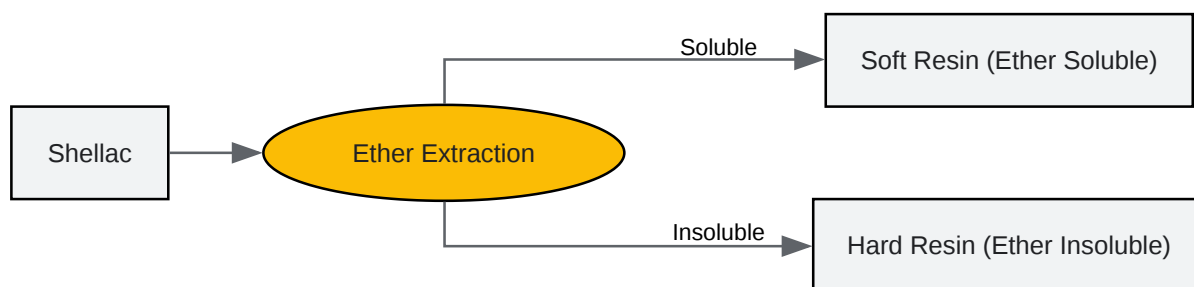 Soluble
Soft Resin (Ether Soluble)
Shellac
Ether Extraction
Insoluble
Hard Resin (Ether Insoluble)